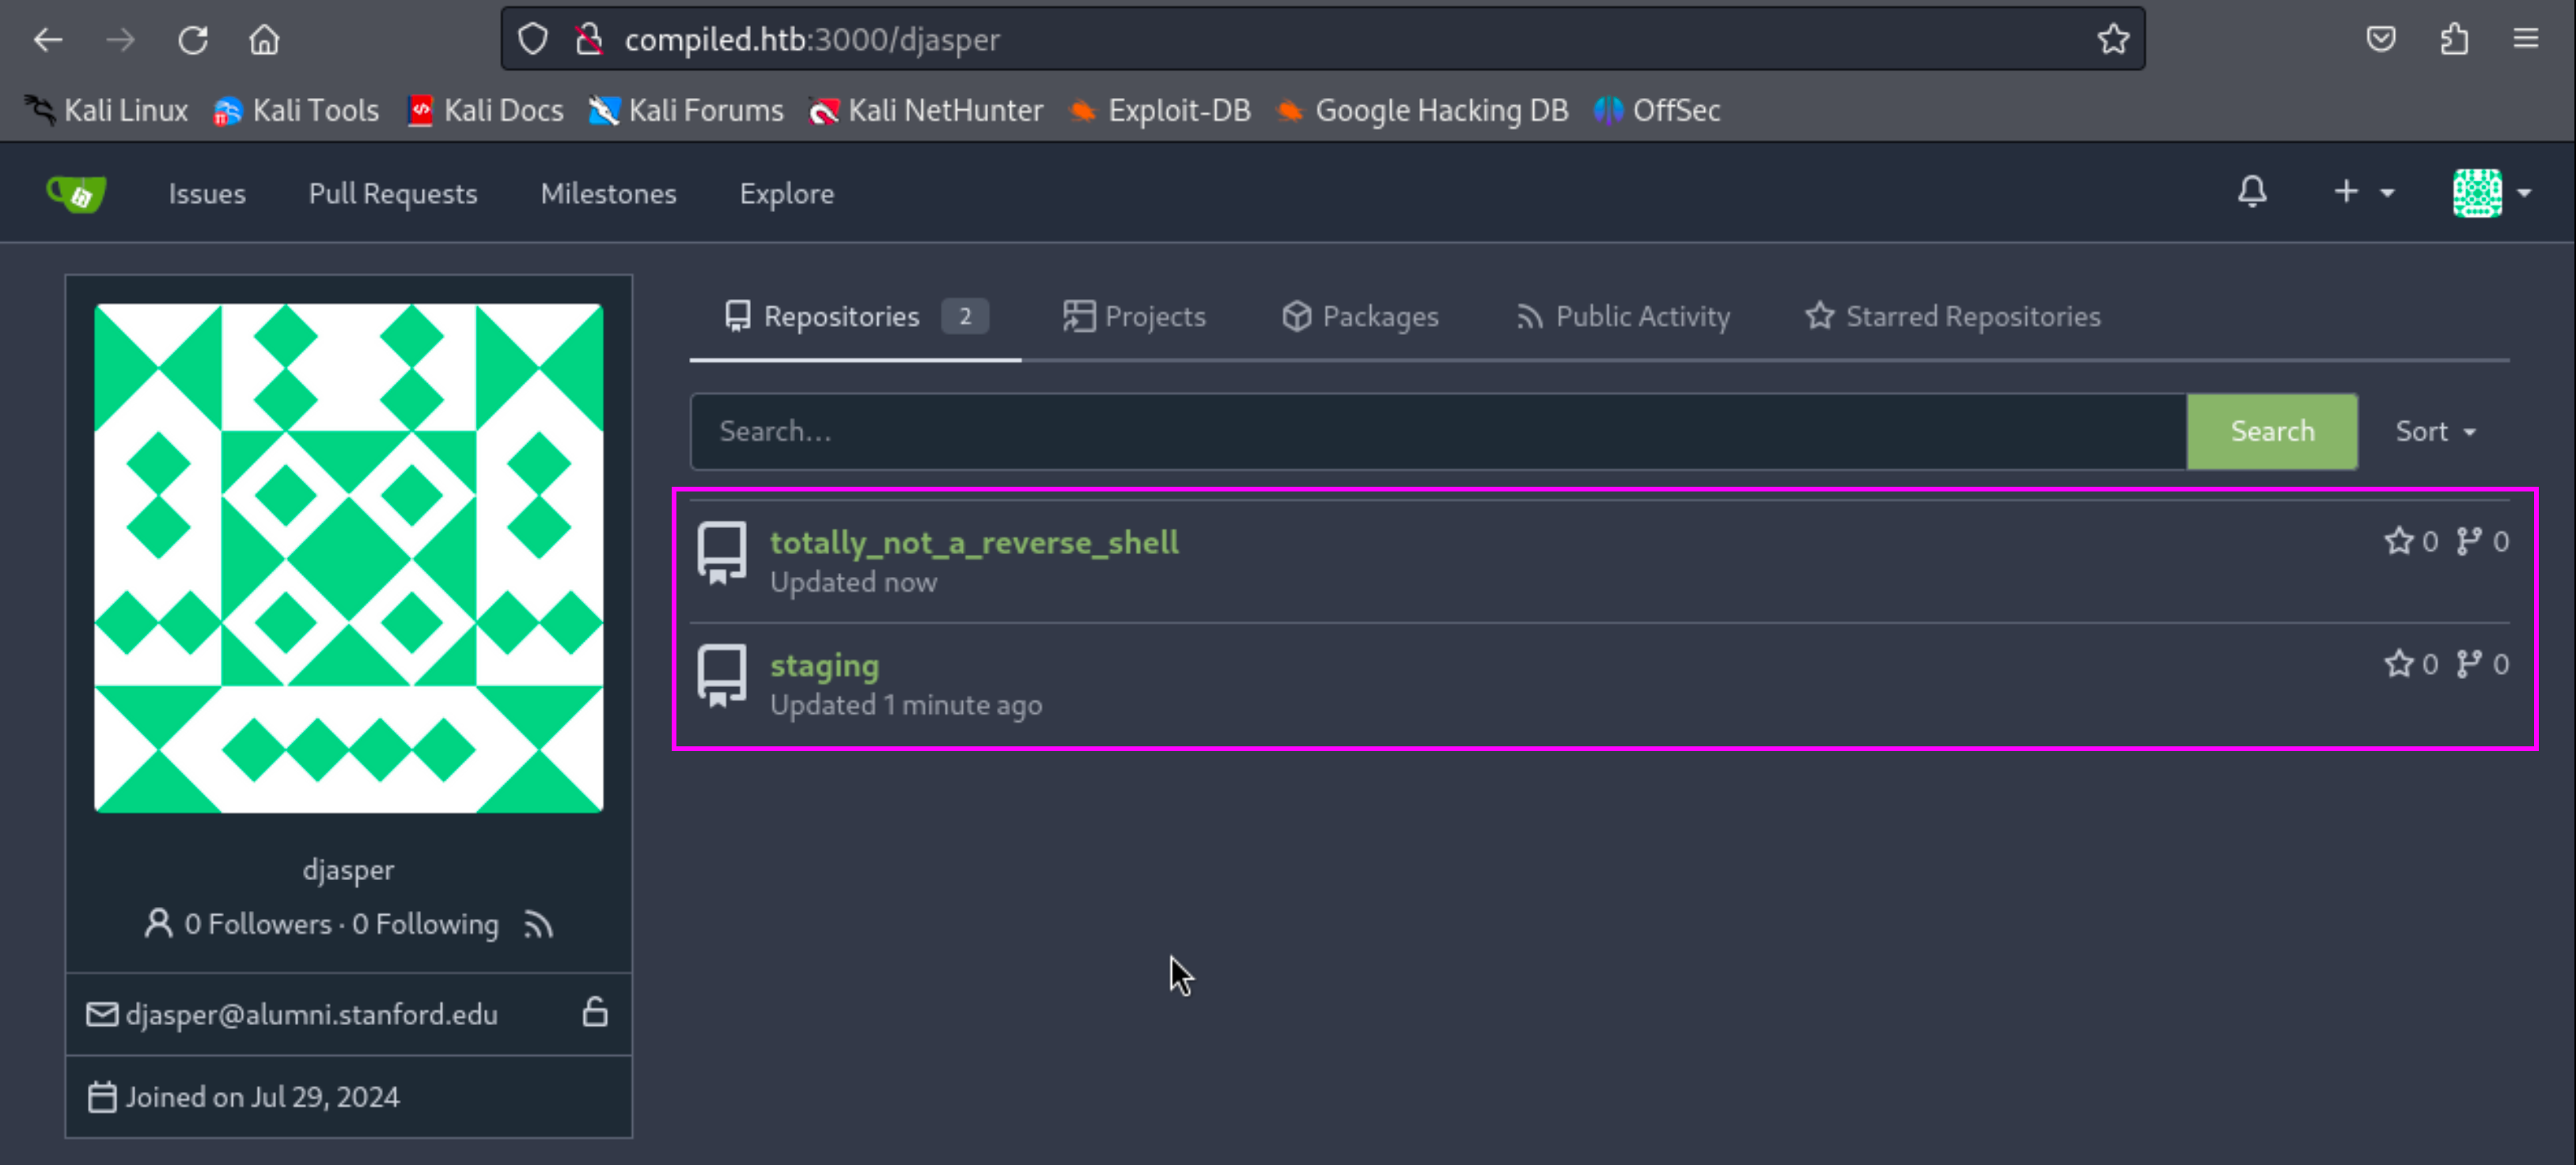 compiled.htb:3000/djasper
Kali Linux Kali Tools Kali Docs Kali Forums Kali NetHunter Exploit-DB Google Hacking DB OffSec
Issues Pull Requests Milestones Explore
Repositories 2 Projects Packages Public Activity Starred Repositories
Search... Search Sort
totally_not_a_reverse_shell 0 0
Updated now
staging 0 0
Updated 1 minute ago
djasper
0 Followers · 0 Following
djasper@alumni.stanford.edu
Joined on Jul 29, 2024